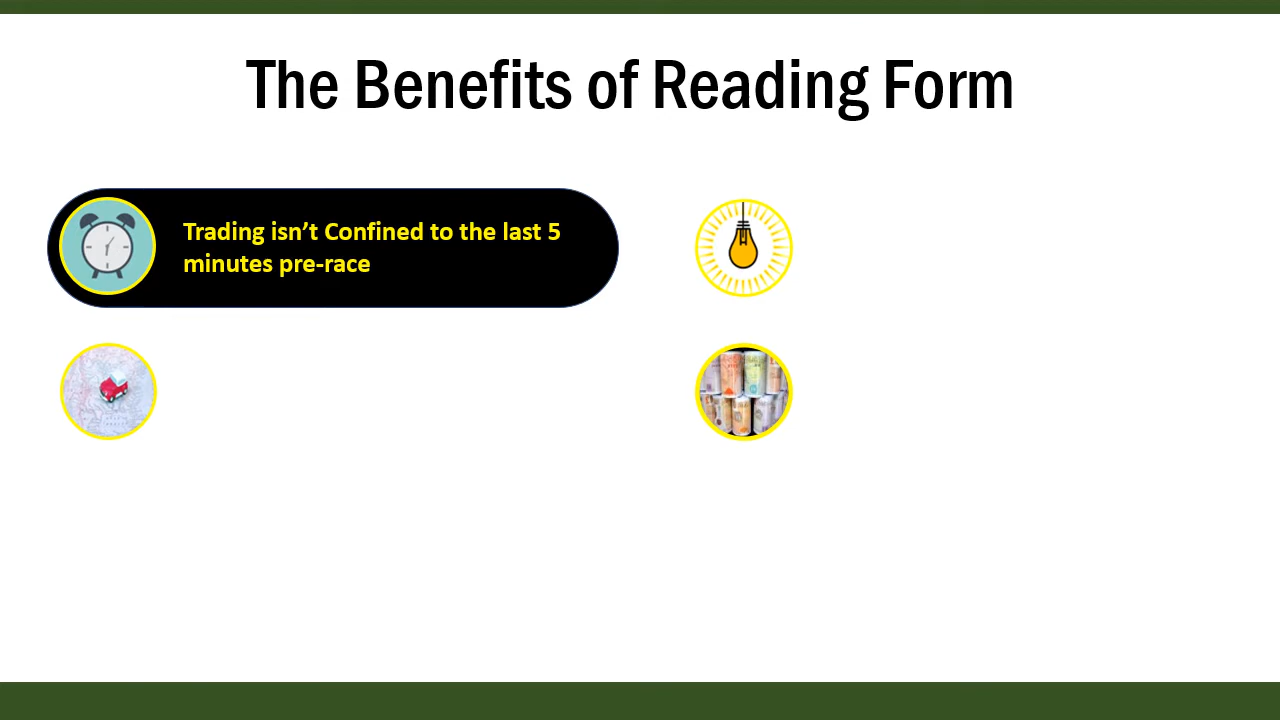 The Benefits of Reading Form
Trading isn’t Confined to the last 5
minutes pre-race